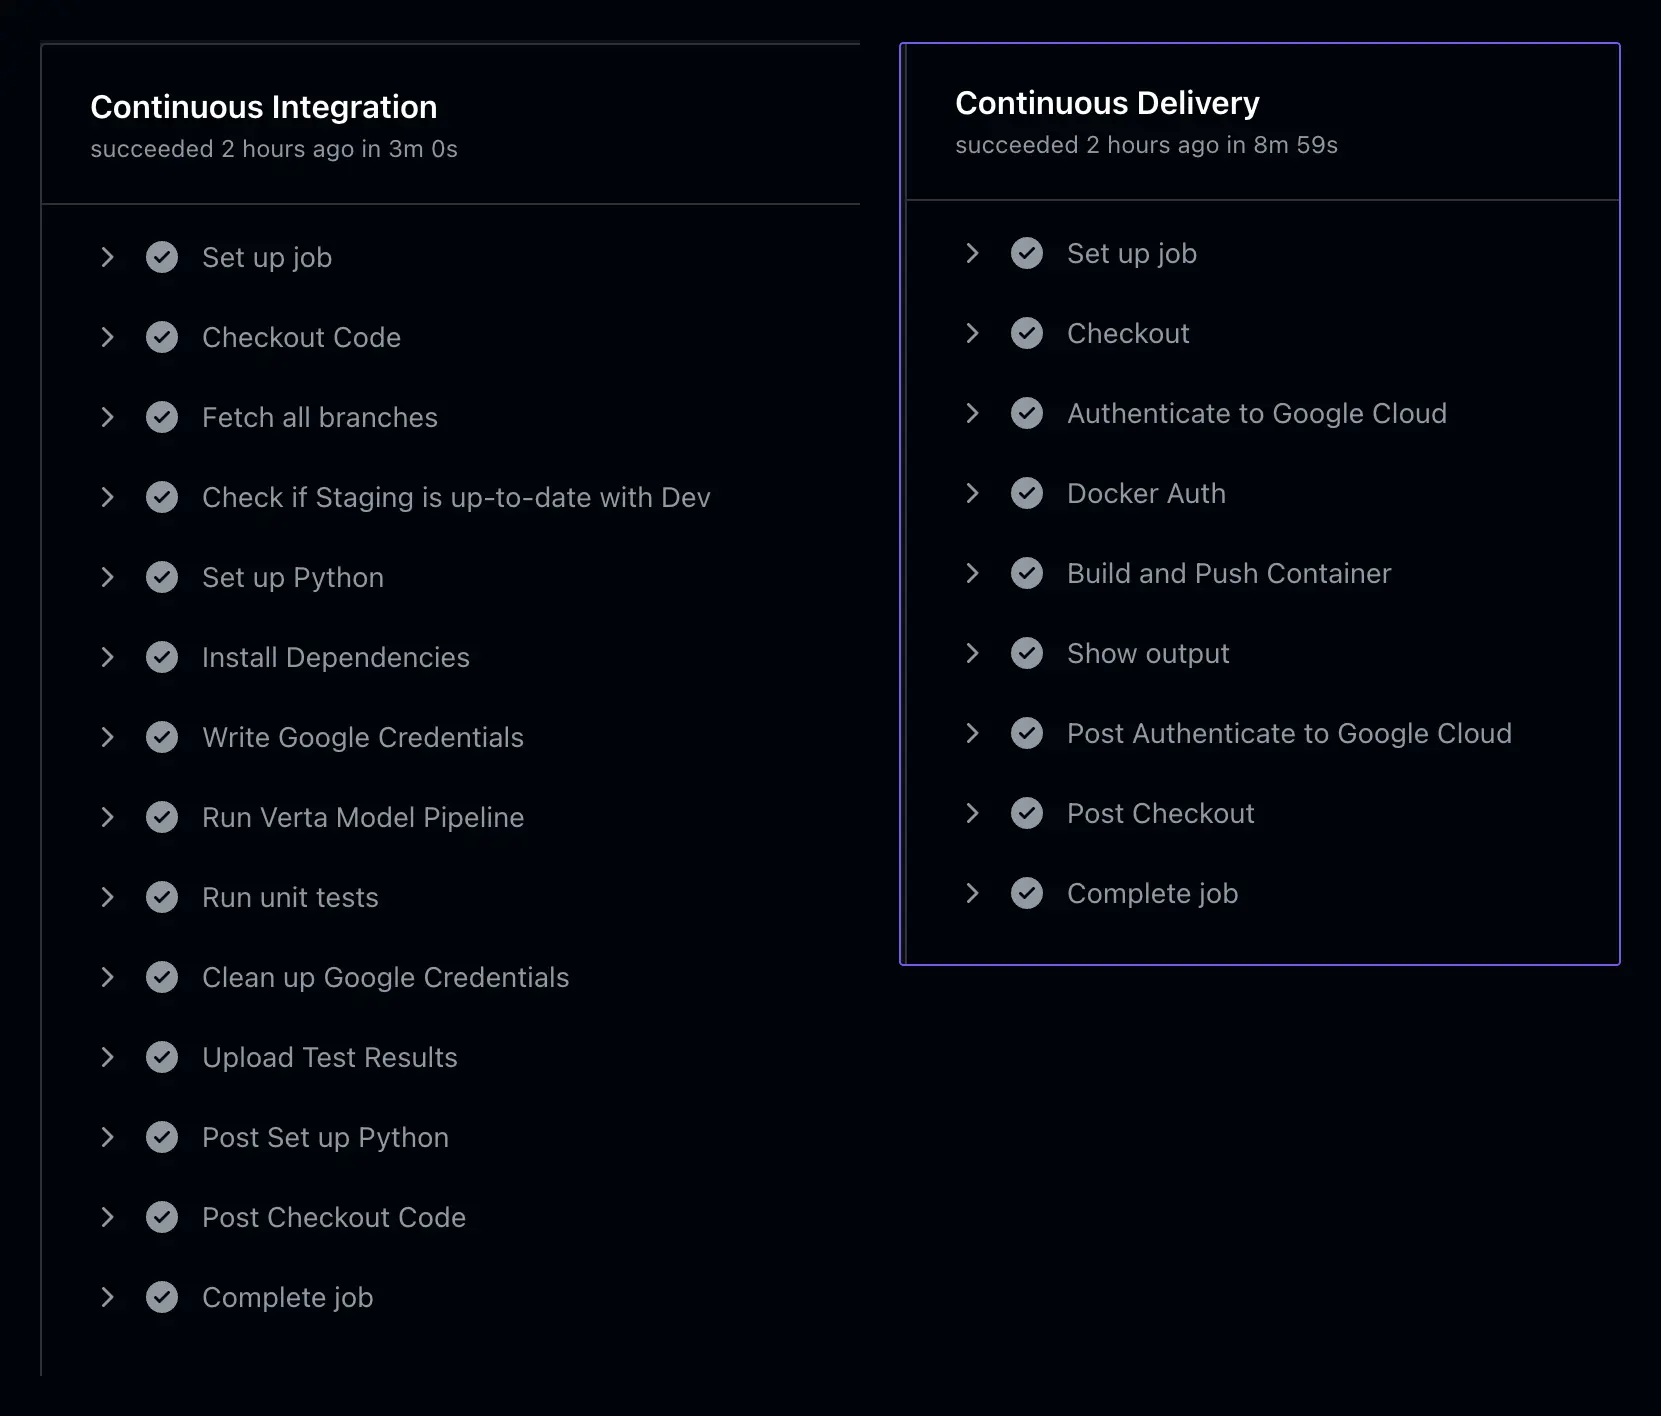 Continuous Integration
succeeded 2 hours ago in 3m 0s
Set up job
Checkout Code
Fetch all branches
Check if Staging is up-to-date with Dev
Set up Python
Install Dependencies
Write Google Credentials
Run Verta Model Pipeline
Run unit tests
Clean up Google Credentials
Upload Test Results
Post Set up Python
Post Checkout Code
Complete job
Continuous Delivery
succeeded 2 hours ago in 8m 59s
Set up job
Checkout
Authenticate to Google Cloud
Docker Auth
Build and Push Container
Show output
Post Authenticate to Google Cloud
Post Checkout
Complete job